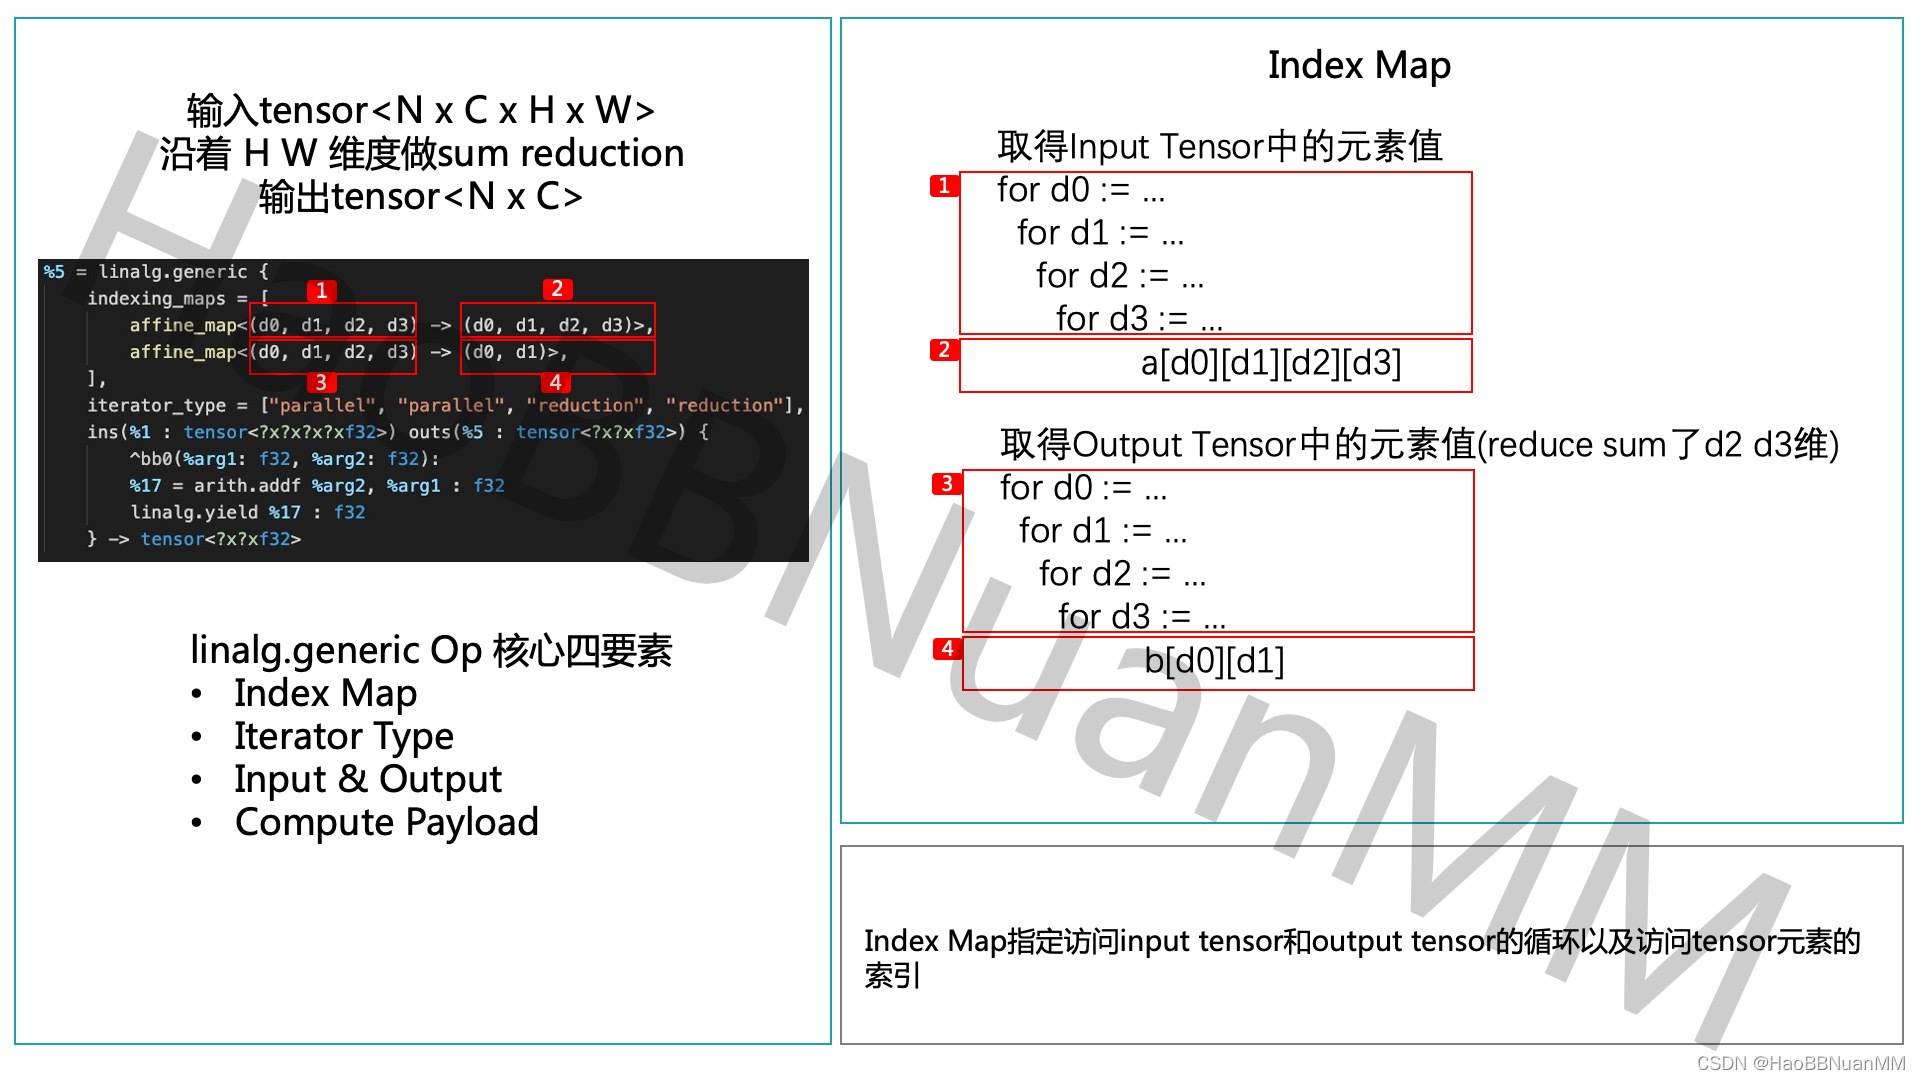 输入tensor<N x C x H x W>
沿着 H W 维度做sum reduction
输出tensor<N x C>
%5 = linalg.generic {
indexing_maps = [
1
2
affine_map<(d0, d1, d2, d3) -> (d0, d1, d2, d3)>,
affine_map<(d0, d1, d2, d3) -> (d0, d1)>,
],
3
4
iterator_type = ["parallel", "parallel", "reduction", "reduction"],
ins(%1 : tensor<?x?x?x?xf32>) outs(%5 : tensor<?x?xf32>) {
^bb0(%arg1: f32, %arg2: f32):
%17 = arith.addf %arg2, %arg1 : f32
linalg.yield %17 : f32
} -> tensor<?x?xf32>
linalg.generic Op 核心四要素
• Index Map
• Iterator Type
• Input & Output
• Compute Payload
Index Map
取得Input Tensor中的元素值
1
for d0 := ...
for d1 := ...
for d2 := ...
for d3 := ...
2
a[d0][d1][d2][d3]
取得Output Tensor中的元素值(reduce sum了d2 d3维)
3
for d0 := ...
for d1 := ...
for d2 := ...
for d3 := ...
4
b[d0][d1]
Index Map指定访问input tensor和output tensor的循环以及访问tensor元素的
索引
HaoBBNuanMM
CSDN @HaoBBNuanMM